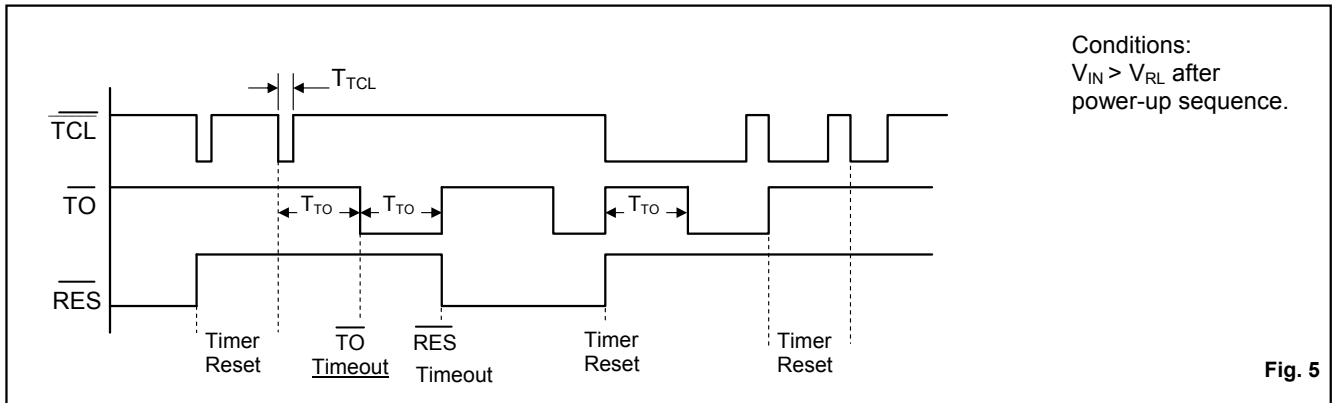 Conditions:
V_IN > V_RL after
power-up sequence.
T_TCL
TCL
TO
T_TO
T_TO
T_TO
RES
Timer
Reset
TO
Timeout
RES
Timeout
Timer
Reset
Timer
Reset
Fig. 5